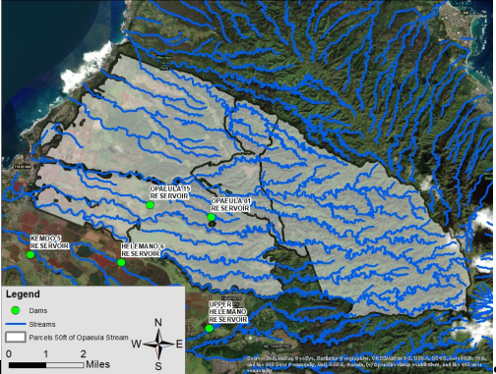 OPAEULA 15
RESERVOIR
OPAEULA 01
RESERVOIR
KEMOO 5
RESERVOIR
HELEMANO 6
RESERVOIR
UPPER
HELEMANO
RESERVOIR
Legend
Dams
Streams
Parcels 50ft of Opaeula Stream
0 1 2
Miles
N
W E
S